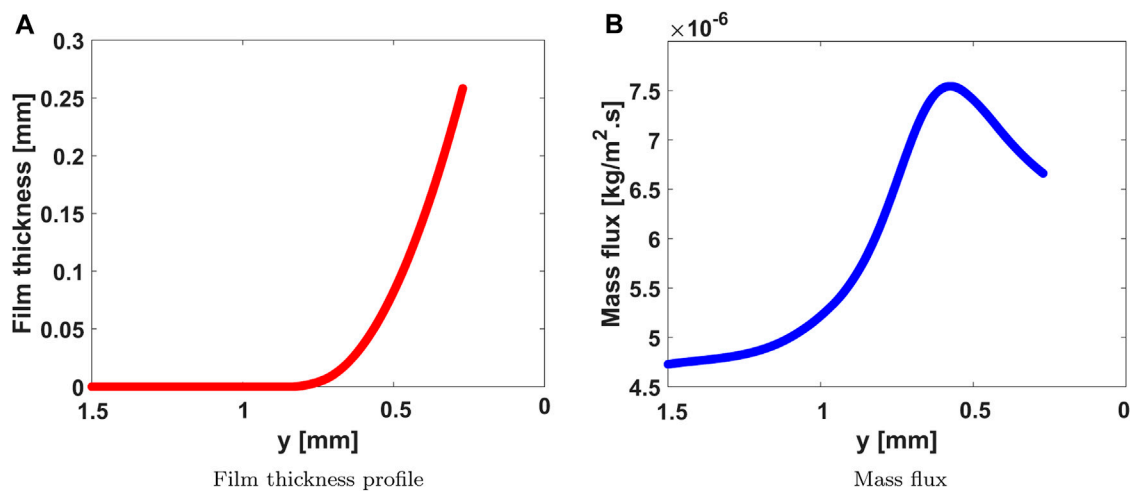 A
0.3
0.25
0.2
0.15
0.1
0.05
0
1.5 1 0.5 0
Film thickness [mm]
y [mm]
Film thickness profile
B
×10⁻⁶
7.5
7
6.5
6
5.5
5
4.5
1.5 1 0.5 0
Mass flux [kg/m².s]
y [mm]
Mass flux